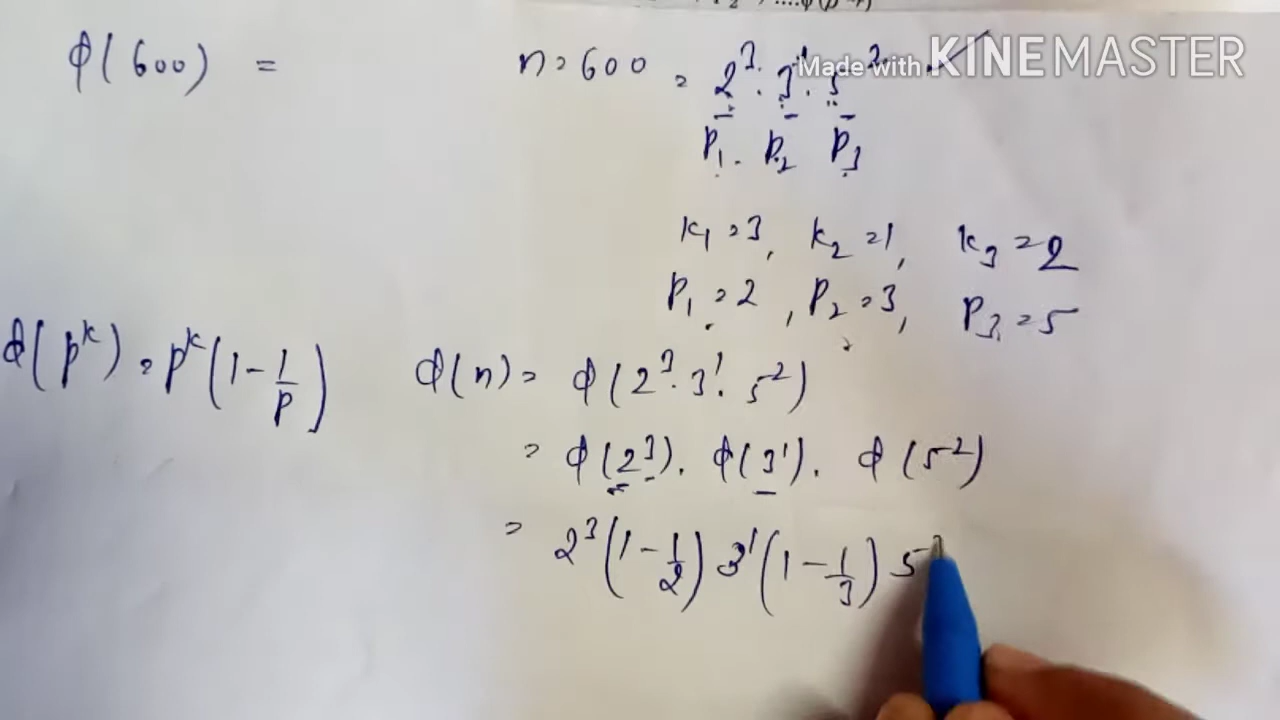 φ(600) = n = 600 = 2³ · 3¹ · 5²
Made with KINEMASTER
p₁ · p₂ p₃
k₁ = 3, k₂ = 1, k₃ = 2
p₁ = 2, p₂ = 3, p₃ = 5
φ(pᵏ) = pᵏ(1 - 1/p) φ(n) = φ(2³ · 3¹ · 5²)
= φ(2³) · φ(3¹) · φ(5²)
= 2³(1 - 1/2) 3¹(1 - 1/3) 5